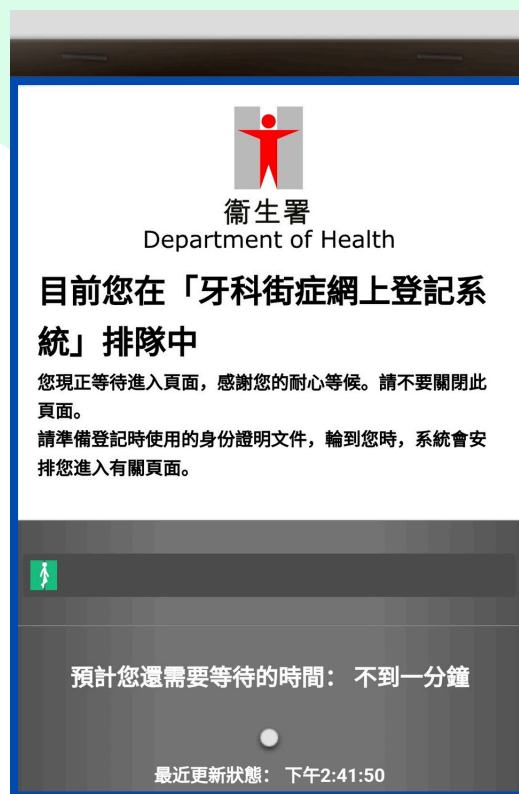 衞生署
Department of Health
目前您在「牙科街症網上登記系
統」排隊中
您現正等待進入頁面，感謝您的耐心等候。請不要關閉此
頁面。
請準備登記時使用的身份證明文件，輪到您時，系統會安
排您進入有關頁面。
預計您還需要等待的時間： 不到一分鐘
最近更新狀態： 下午2:41:50